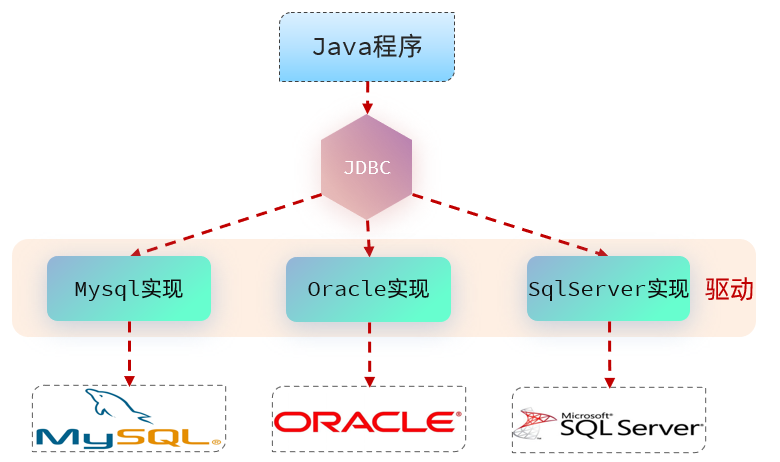 Java程序
JDBC
Mysql实现
Oracle实现
SqlServer实现
驱动
MySQL®
ORACLE®
Microsoft®
SQL Server®